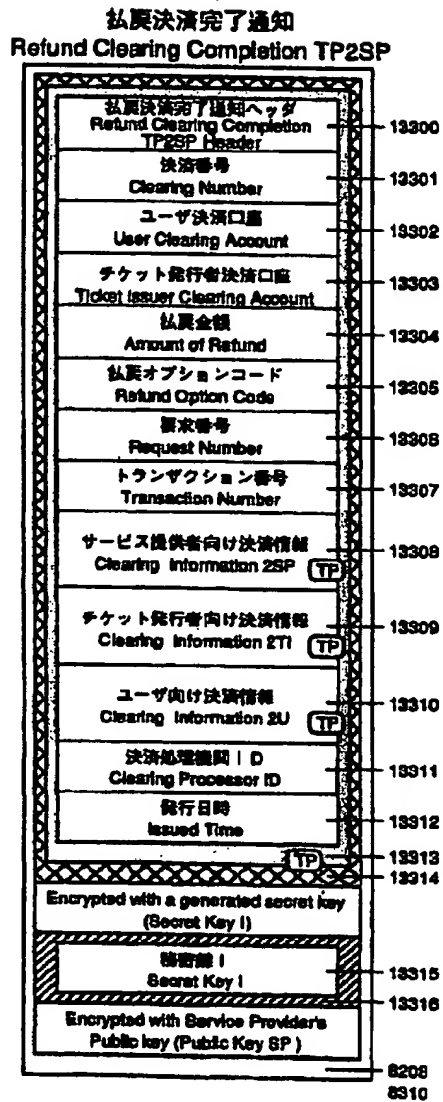 払戻決済完了通知
Refund Clearing Completion TP2SP
払戻決済完了通知ヘッダ
Refund Clearing Completion
TP2SP Header
13300
決済番号
Clearing Number
13301
ユーザ決済口座
User Clearing Account
13302
チケット発行者決済口座
Ticket Issuer Clearing Account
13303
払戻金額
Amount of Refund
13304
払戻オプションコード
Refund Option Code
13305
要求番号
Request Number
13306
トランザクション番号
Transaction Number
13307
サービス提供者向け決済情報
Clearing Information 2SP
TP
13308
チケット発行者向け決済情報
Clearing Information 2TI
TP
13309
ユーザ向け決済情報
Clearing Information 2U
TP
13310
決済処理機関ID
Clearing Processor ID
13311
発行日時
Issued Time
13312
TP
13313
13314
Encrypted with a generated secret key
(Secret Key I)
秘密鍵 I
Secret Key I
13315
13316
Encrypted with Service Provider's
Public key (Public Key SP )
8208
8310